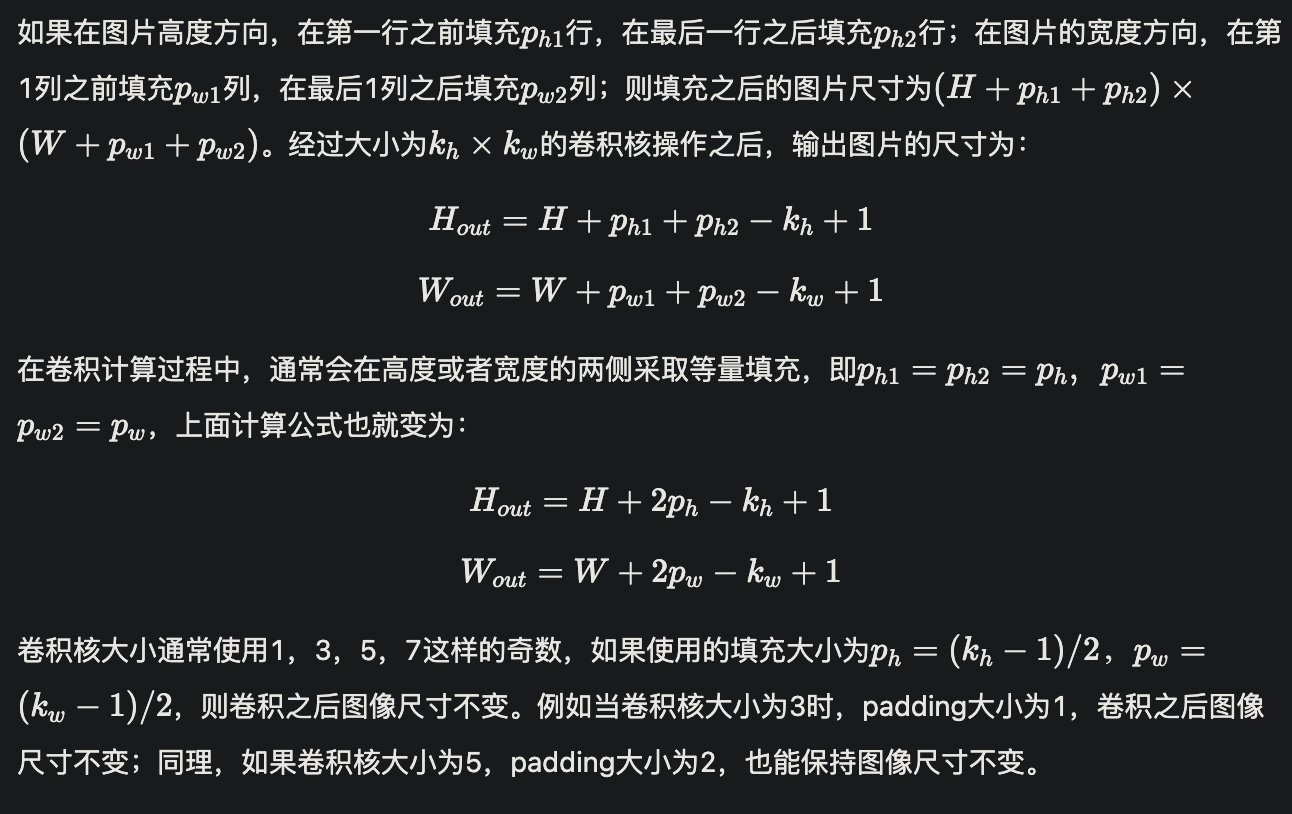 如果在图片高度方向，在第一行之前填充$p_{h1}$行，在最后一行之后填充$p_{h2}$行；在图片的宽度方向，在第
1列之前填充$p_{w1}$列，在最后1列之后填充$p_{w2}$列；则填充之后的图片尺寸为$(H + p_{h1} + p_{h2}) \times$
$(W + p_{w1} + p_{w2})$。经过大小为$k_h \times k_w$的卷积核操作之后，输出图片的尺寸为：
$H_{out} = H + p_{h1} + p_{h2} - k_h + 1$
$W_{out} = W + p_{w1} + p_{w2} - k_w + 1$
在卷积计算过程中，通常会在高度或者宽度的两侧采取等量填充，即$p_{h1} = p_{h2} = p_h$，$p_{w1} =$
$p_{w2} = p_w$，上面计算公式也就变为：
$H_{out} = H + 2p_h - k_h + 1$
$W_{out} = W + 2p_w - k_w + 1$
卷积核大小通常使用1，3，5，7这样的奇数，如果使用的填充大小为$p_h = (k_h - 1)/2$，$p_w =$
$(k_w - 1)/2$，则卷积之后图像尺寸不变。例如当卷积核大小为3时，padding大小为1，卷积之后图像
尺寸不变；同理，如果卷积核大小为5，padding大小为2，也能保持图像尺寸不变。